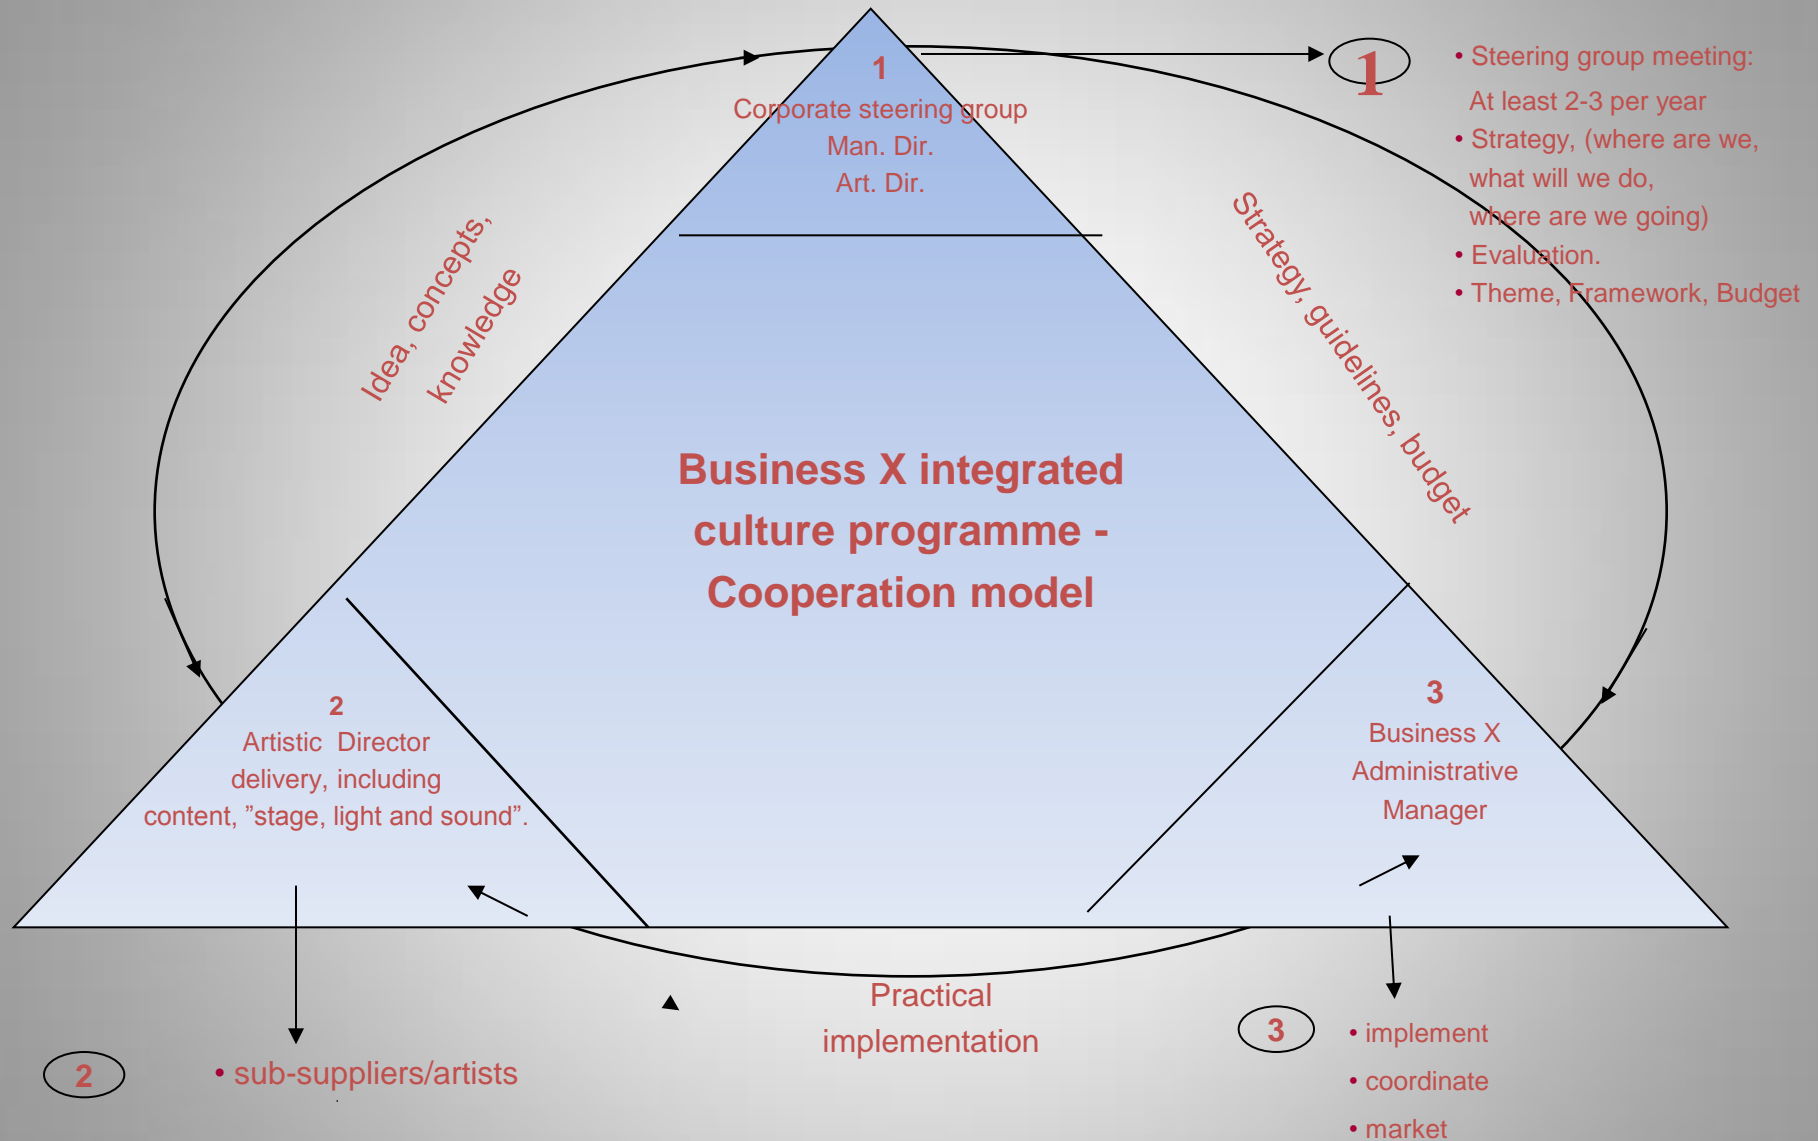 1
Corporate steering group
Man. Dir.
Art. Dir.
1
• Steering group meeting:
At least 2-3 per year
• Strategy, (where are we,
what will we do,
where are we going)
• Evaluation.
• Theme, Framework, Budget
Idea, concepts,
knowledge
Strategy, guidelines, budget
Business X integrated
culture programme -
Cooperation model
2
Artistic Director
delivery, including
content, ”stage, light and sound”.
3
Business X
Administrative
Manager
Practical
implementation
2
• sub-suppliers/artists
.
3
• implement
• coordinate
• market